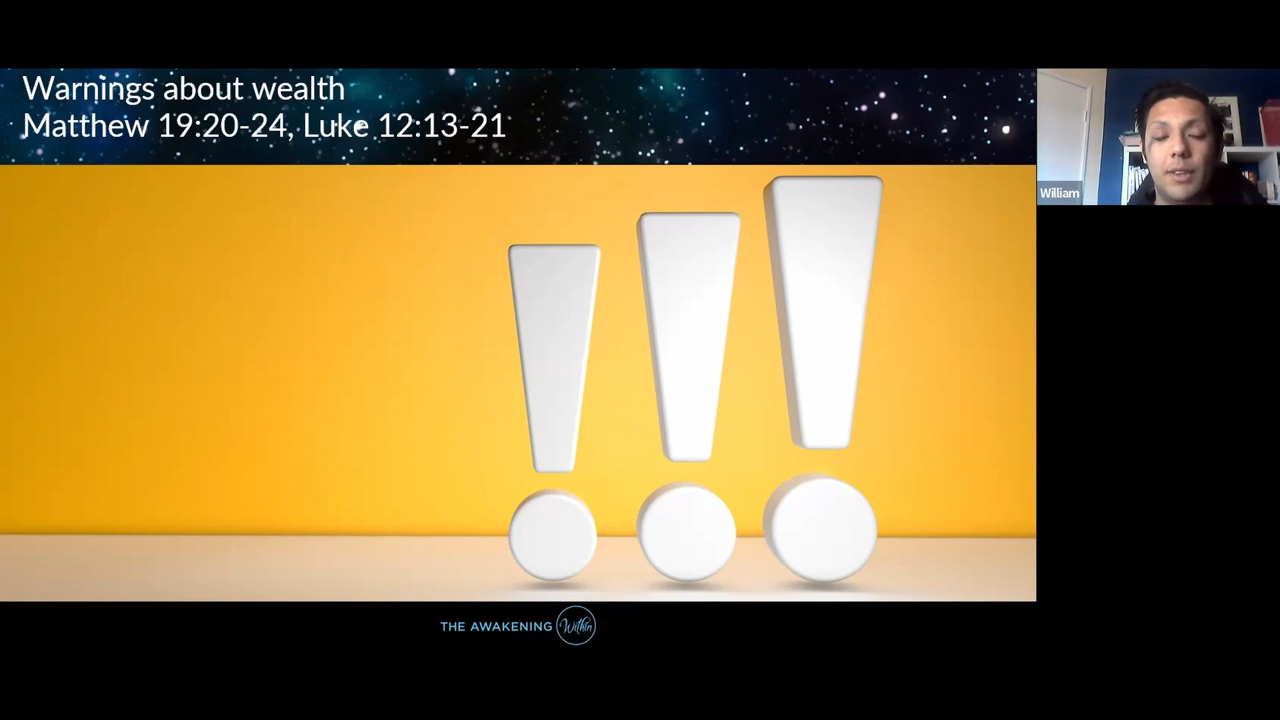 Warnings about wealth
Matthew 19:20-24, Luke 12:13-21
William
THE AWAKENING Within